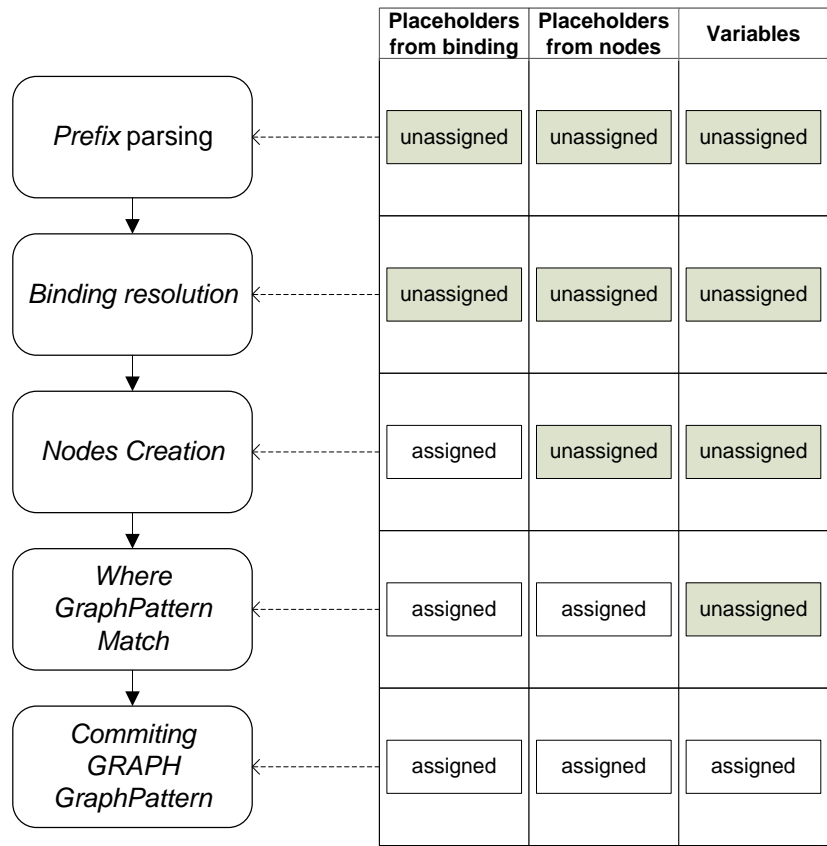 Placeholders
from binding
Placeholders
from nodes
Variables
Prefix parsing
unassigned
unassigned
unassigned
Binding resolution
unassigned
unassigned
unassigned
Nodes Creation
assigned
unassigned
unassigned
Where
GraphPattern
Match
assigned
assigned
unassigned
Commiting
GRAPH
GraphPattern
assigned
assigned
assigned